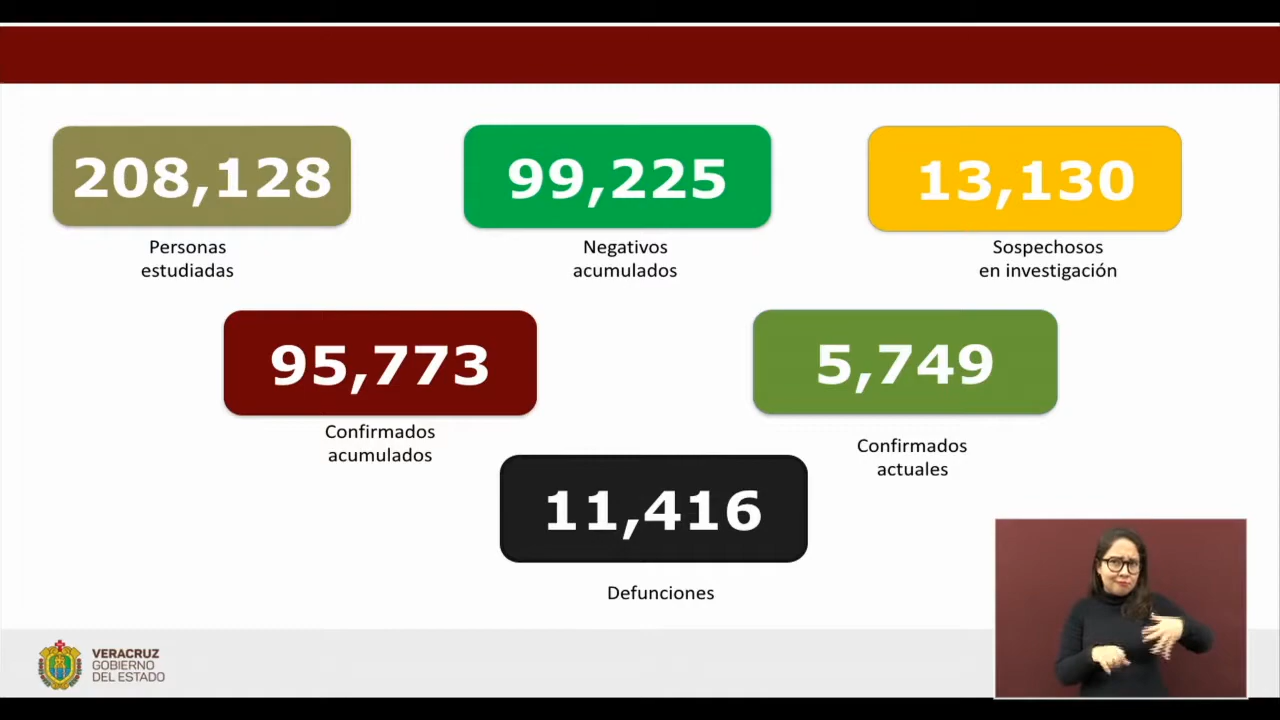 208,128
Personas
estudiadas
99,225
Negativos
acumulados
13,130
Sospechosos
en investigación
95,773
Confirmados
acumulados
5,749
Confirmados
actuales
11,416
Defunciones
VERACRUZ
GOBIERNO
DEL ESTADO